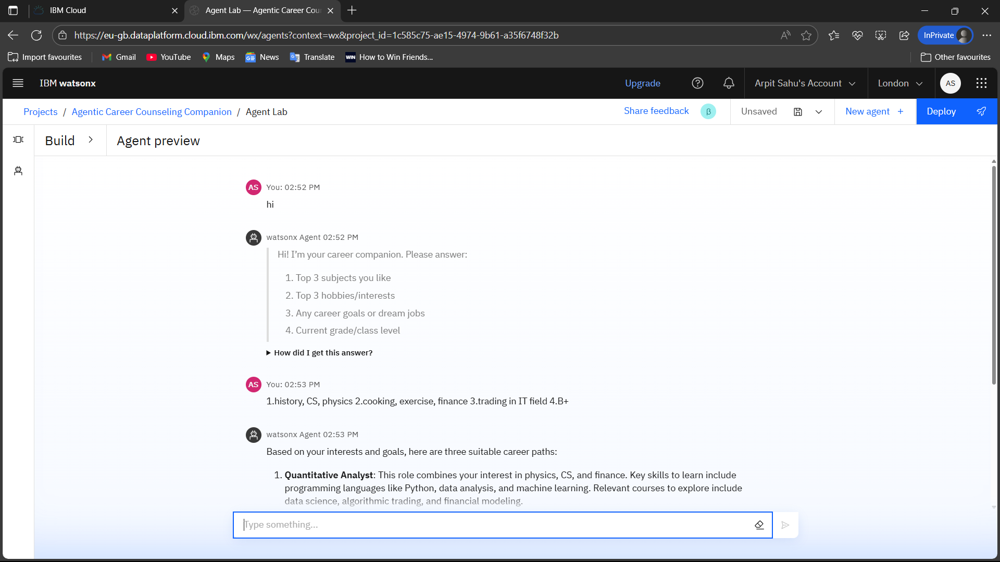 IBM Cloud
Agent Lab — Agentic Career Cou
https://eu-gb.dataplatform.cloud.ibm.com/wx/agents?context=wx&project_id=1c585c75-ae15-4974-9b61-a35f6748f32b
InPrivate
Import favourites
Gmail
YouTube
Maps
News
Translate
WIN How to Win Friends...
Other favourites
IBM watsonx
Upgrade
Arpit Sahu's Account
London
AS
Projects / Agentic Career Counseling Companion / Agent Lab
Share feedback
β
Unsaved
New agent +
Deploy
Build
Agent preview
AS You: 02:52 PM
hi
watsonx Agent 02:52 PM
Hi! I’m your career companion. Please answer:
1. Top 3 subjects you like
2. Top 3 hobbies/interests
3. Any career goals or dream jobs
4. Current grade/class level
How did I get this answer?
AS You: 02:53 PM
1.history, CS, physics 2.cooking, exercise, finance 3.trading in IT field 4.B+
watsonx Agent 02:53 PM
Based on your interests and goals, here are three suitable career paths:
1. Quantitative Analyst: This role combines your interest in physics, CS, and finance. Key skills to learn include
programming languages like Python, data analysis, and machine learning. Relevant courses to explore include
data science, algorithmic trading, and financial modeling.
Type something...